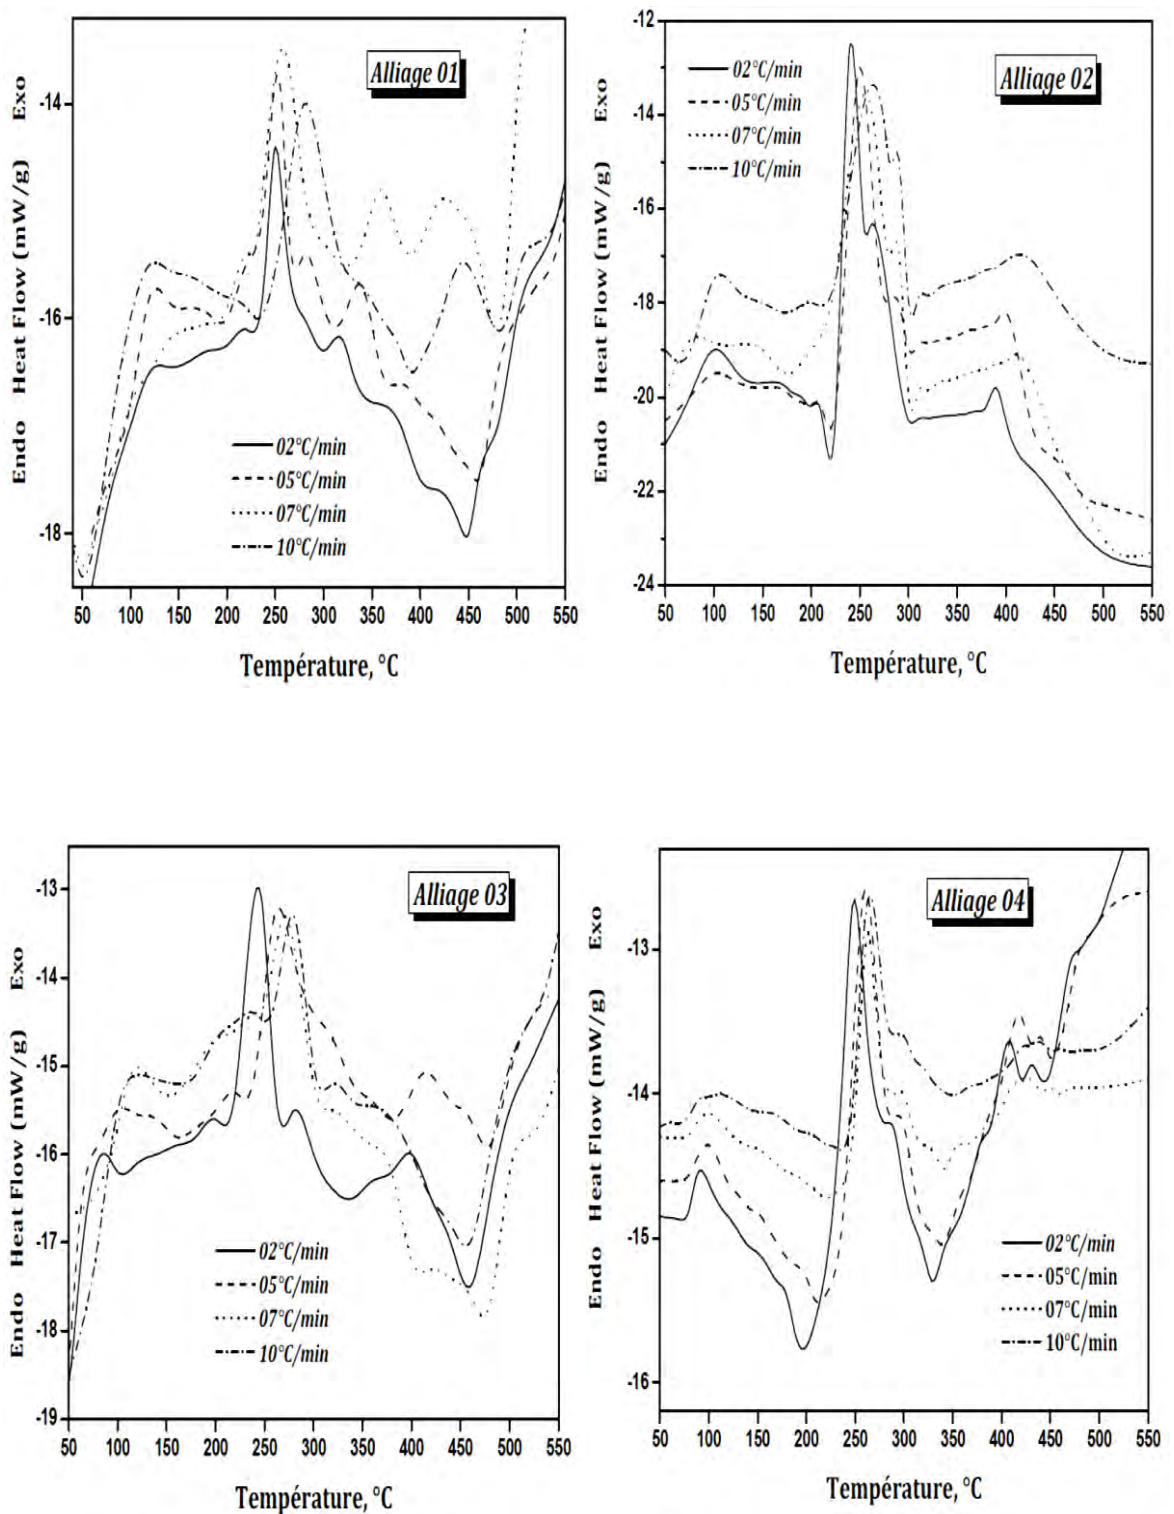 Alliage 01
Endo Heat Flow (mW/g) Exo
-14
-16
-18
02°C/min
05°C/min
07°C/min
10°C/min
50 100 150 200 250 300 350 400 450 500 550
Température, °C
Alliage 02
Endo Heat Flow (mW/g) Exo
-12
-14
-16
-18
-20
-22
-24
02°C/min
05°C/min
07°C/min
10°C/min
50 100 150 200 250 300 350 400 450 500 550
Température, °C
Alliage 03
Endo Heat Flow (mW/g) Exo
-13
-14
-15
-16
-17
-18
-19
02°C/min
05°C/min
07°C/min
10°C/min
50 100 150 200 250 300 350 400 450 500 550
Température, °C
Alliage 04
Endo Heat Flow (mW/g) Exo
-13
-14
-15
-16
02°C/min
05°C/min
07°C/min
10°C/min
50 100 150 200 250 300 350 400 450 500 550
Température, °C